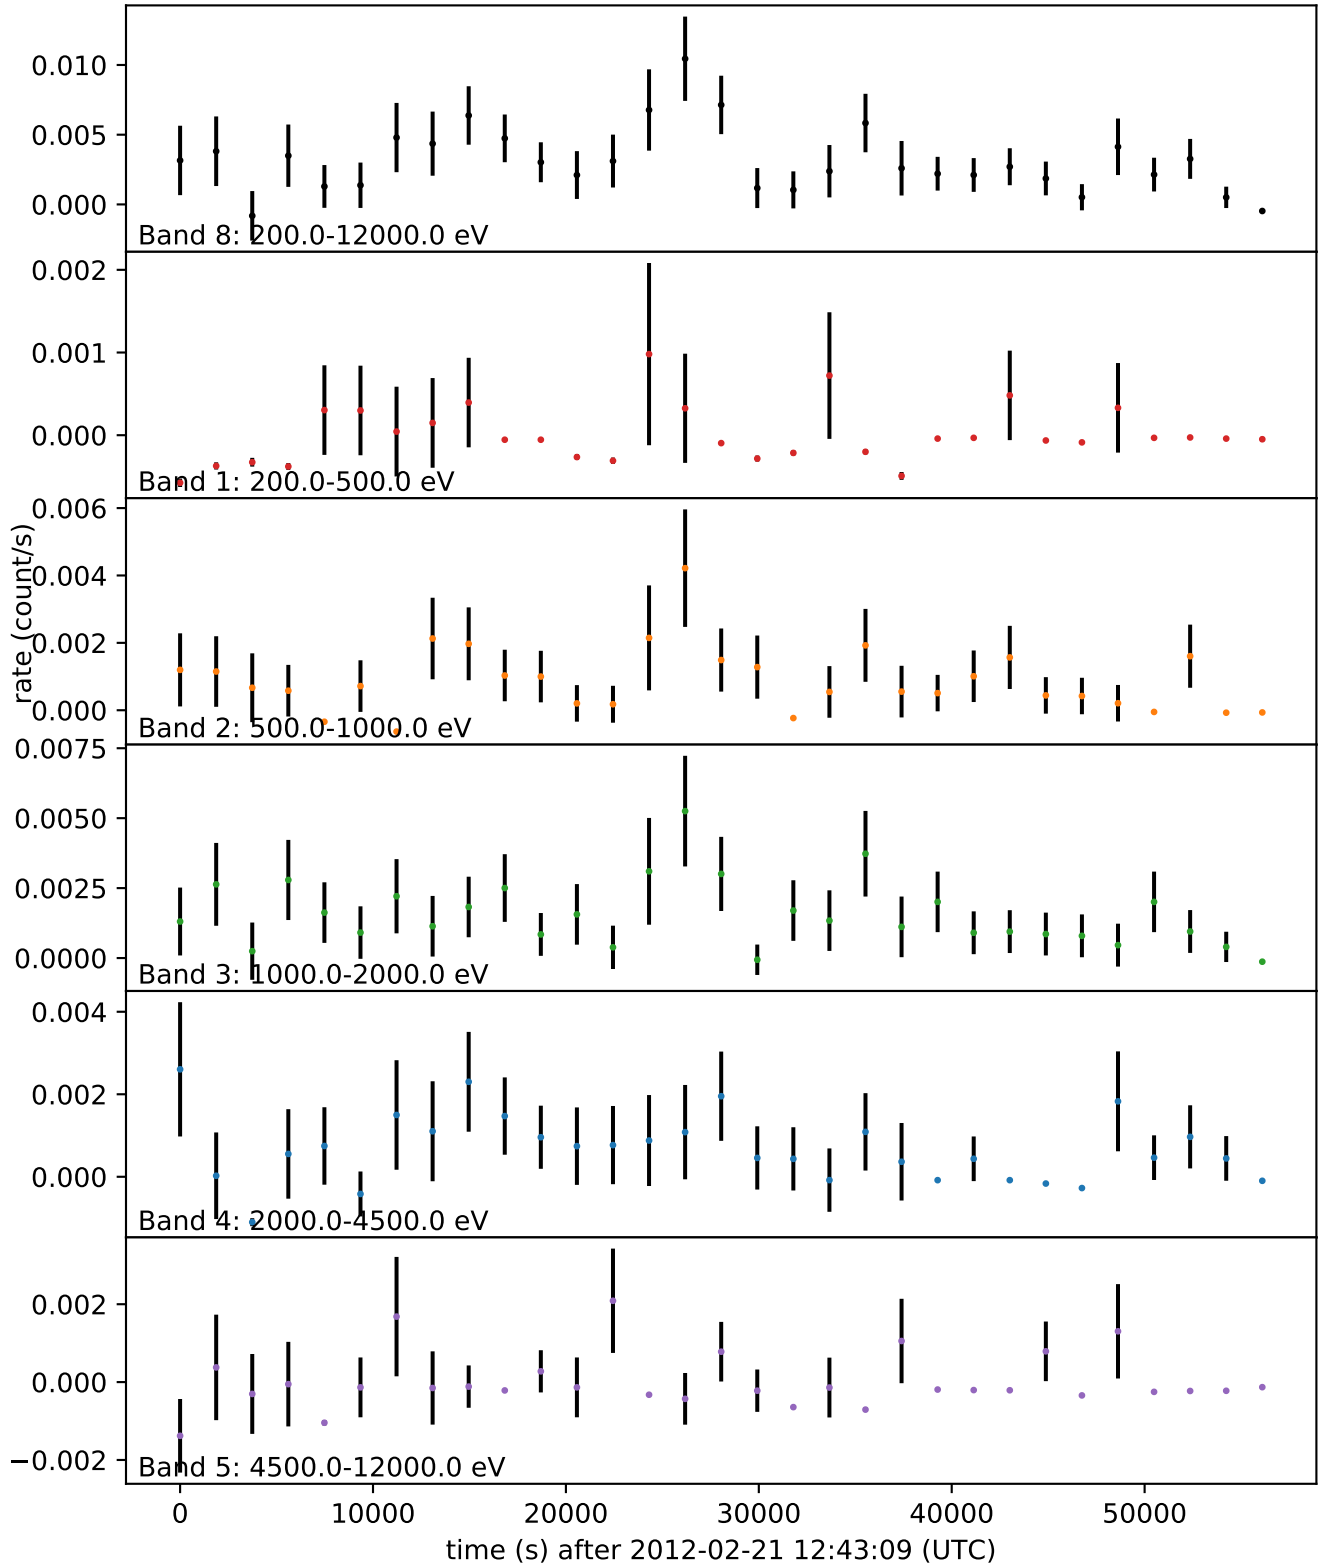 0.010
0.005
0.000
Band 8: 200.0-12000.0 eV
0.002
0.001
0.000
Band 1: 200.0-500.0 eV
rate (count/s)
0.006
0.004
0.002
0.000
Band 2: 500.0-1000.0 eV
0.0075
0.0050
0.0025
0.0000
Band 3: 1000.0-2000.0 eV
0.004
0.002
0.000
Band 4: 2000.0-4500.0 eV
0.002
0.000
−0.002
Band 5: 4500.0-12000.0 eV
0 10000 20000 30000 40000 50000
time (s) after 2012-02-21 12:43:09 (UTC)